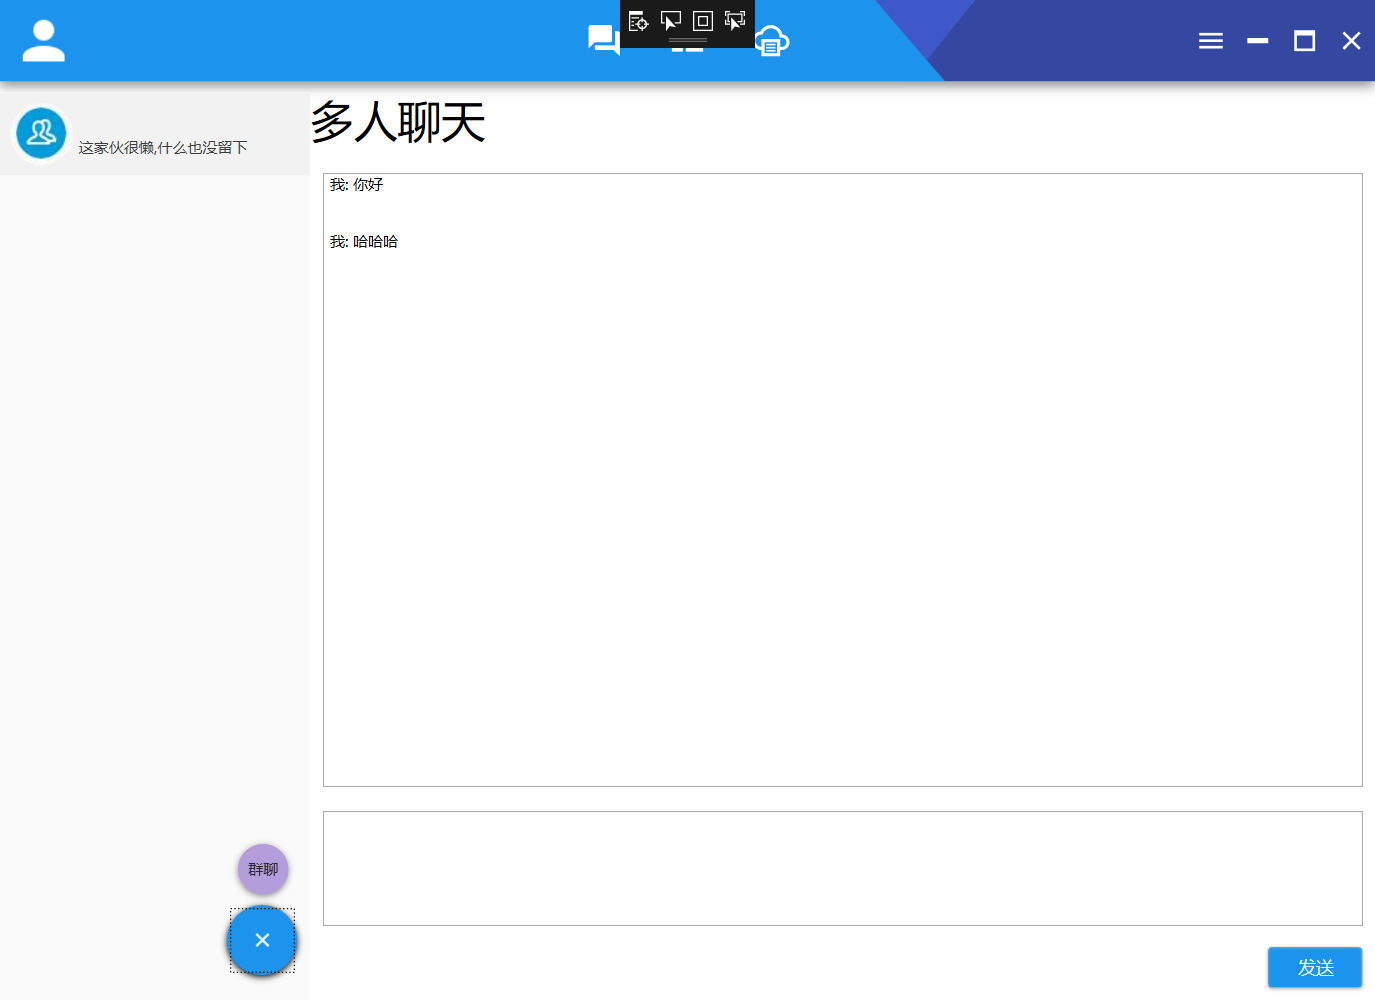 多人聊天
这家伙很懒,什么也没留下
我: 你好
我: 哈哈哈
群聊
发送